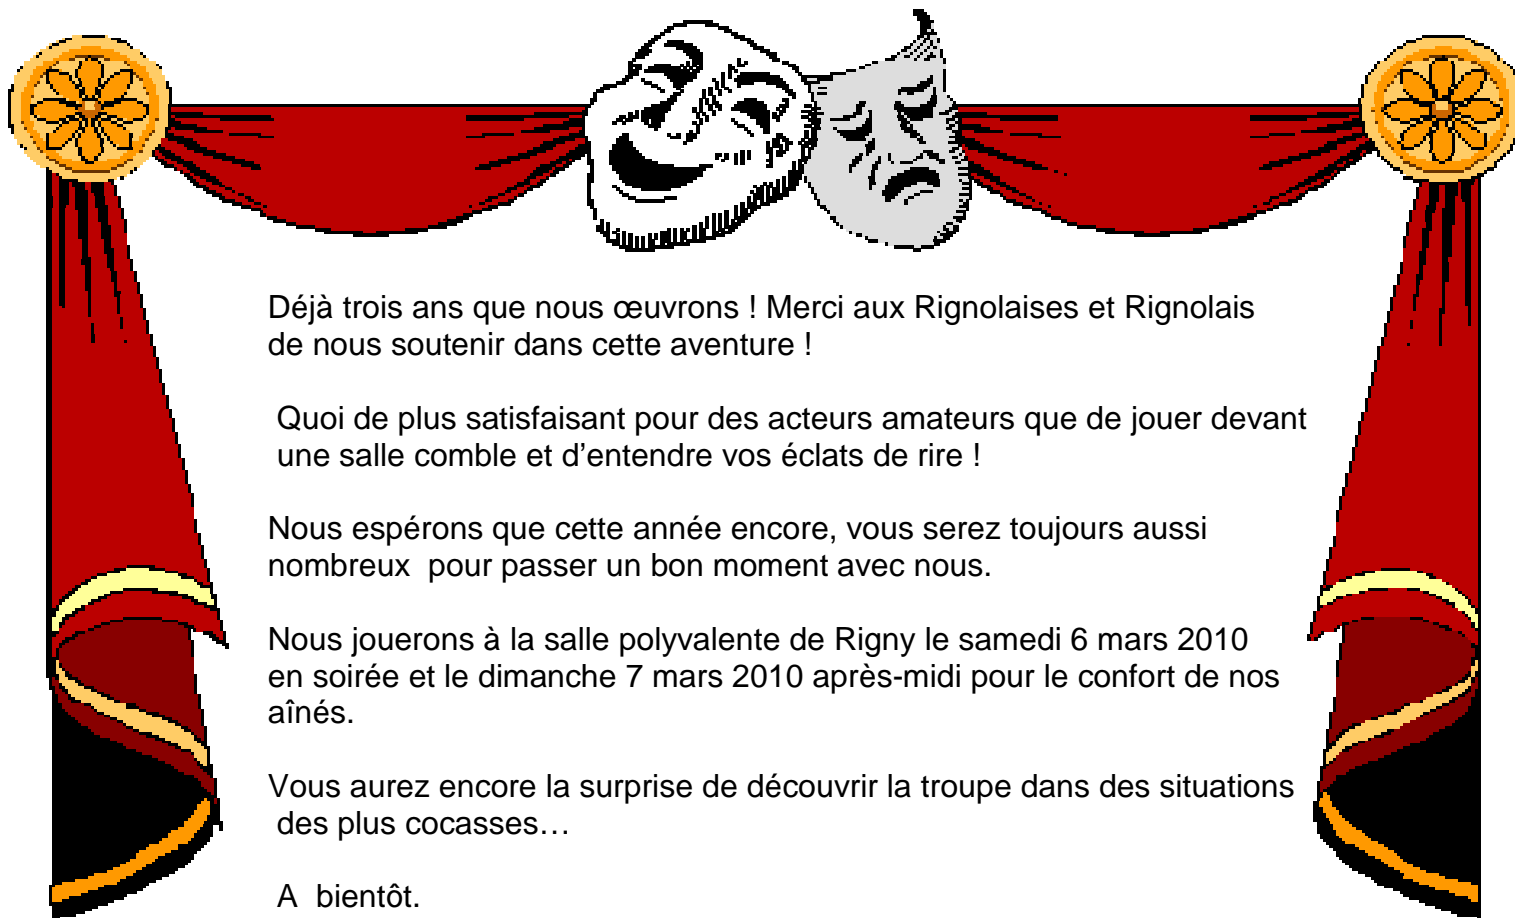 Déjà trois ans que nous œuvrons ! Merci aux Rignolaises et Rignolais
de nous soutenir dans cette aventure !
Quoi de plus satisfaisant pour des acteurs amateurs que de jouer devant
une salle comble et d’entendre vos éclats de rire !
Nous espérons que cette année encore, vous serez toujours aussi
nombreux  pour passer un bon moment avec nous.
Nous jouerons à la salle polyvalente de Rigny le samedi 6 mars 2010
en soirée et le dimanche 7 mars 2010 après-midi pour le confort de nos
aînés.
Vous aurez encore la surprise de découvrir la troupe dans des situations
des plus cocasses…
A  bientôt.